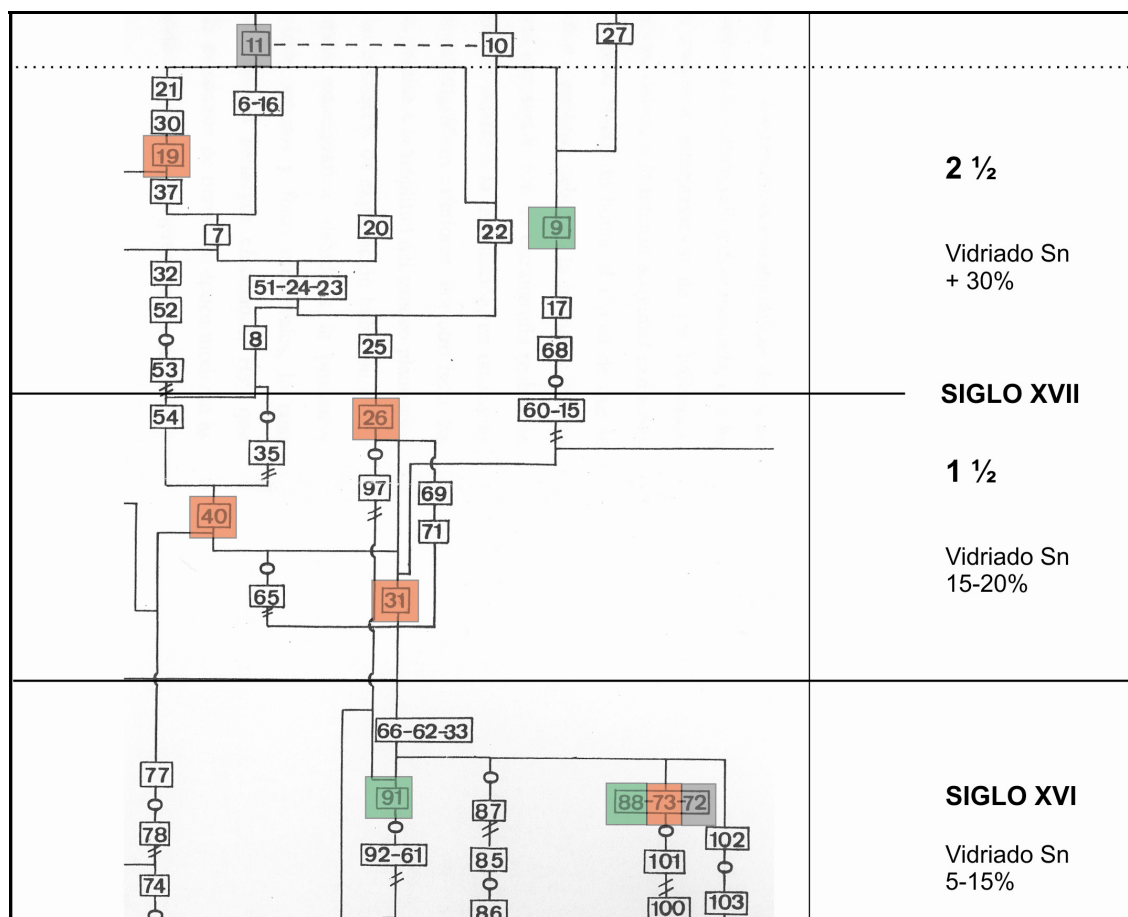 11 10 27
21 6-16
30
19
37
7 20 22 9
32 51-24-23
52 8 25 17
53 68
SIGLO XVII
54 26 60-15
35 97 69
40 71
65 31
66-62-33
77 91 87 88-73-72
78 92-61 85 101 102
74 86 100 103
2 ½
Vidriado Sn
+ 30%
1 ½
Vidriado Sn
15-20%
SIGLO XVI
Vidriado Sn
5-15%